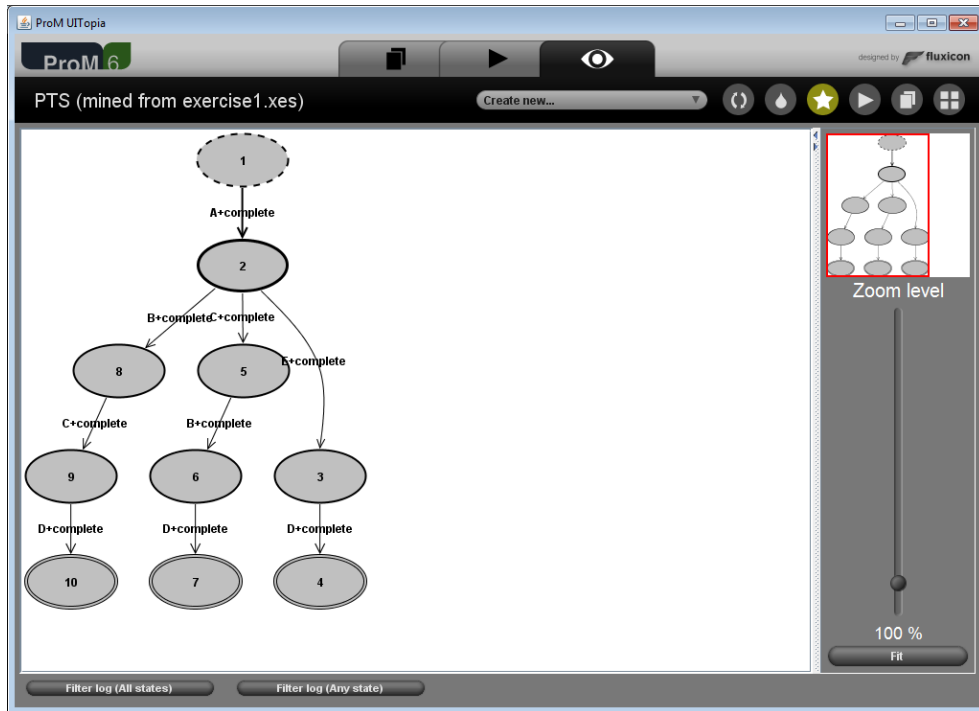 ProM UITopia
ProM 6
designed by fluxicon
PTS (mined from exercise1.xes)
Create new...
1
A+complete
2
B+complete
C+complete
E+complete
8
5
C+complete
B+complete
9
6
3
D+complete
D+complete
D+complete
10
7
4
Zoom level
100 %
Fit
Filter log (All states)
Filter log (Any state)